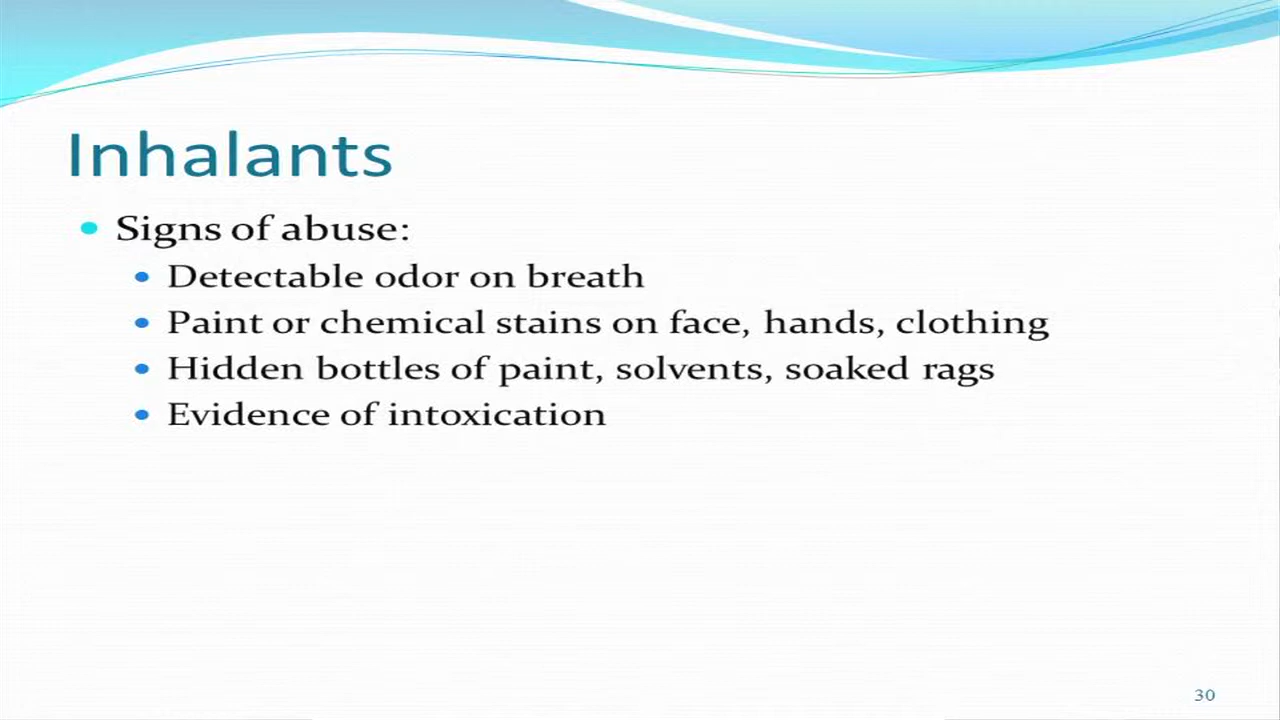 Inhalants
Signs of abuse:
Detectable odor on breath
Paint or chemical stains on face, hands, clothing
Hidden bottles of paint, solvents, soaked rags
Evidence of intoxication
30